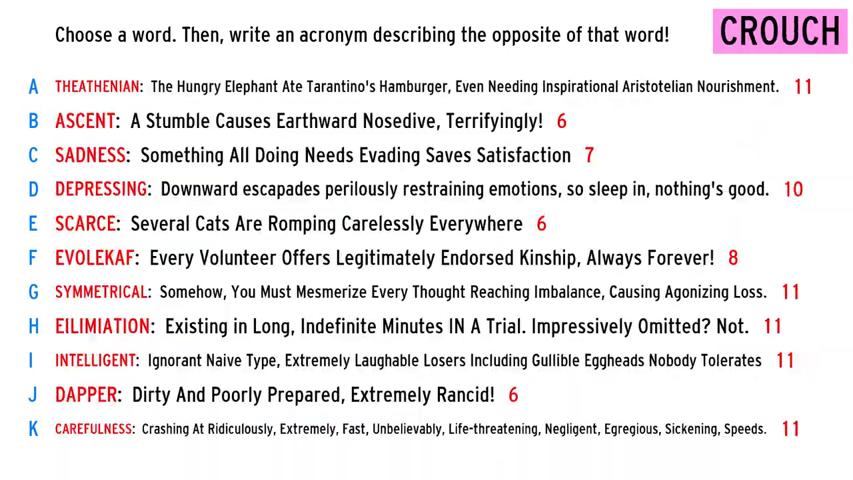 Choose a word. Then, write an acronym describing the opposite of that word!
CROUCH
A THEATHENIAN: The Hungry Elephant Ate Tarantino's Hamburger, Even Needing Inspirational Aristotelian Nourishment. 11
B ASCENT: A Stumble Causes Earthward Nosedive, Terrifyingly! 6
C SADNESS: Something All Doing Needs Evading Saves Satisfaction 7
D DEPRESSING: Downward escapades perilously restraining emotions, so sleep in, nothing's good. 10
E SCARCE: Several Cats Are Romping Carelessly Everywhere 6
F EVOLEKAF: Every Volunteer Offers Legitimately Endorsed Kinship, Always Forever! 8
G SYMMETRICAL: Somehow, You Must Mesmerize Every Thought Reaching Imbalance, Causing Agonizing Loss. 11
H EILIMIATION: Existing in Long, Indefinite Minutes IN A Trial. Impressively Omitted? Not. 11
I INTELLIGENT: Ignorant Naive Type, Extremely Laughable Losers Including Gullible Eggheads Nobody Tolerates 11
J DAPPER: Dirty And Poorly Prepared, Extremely Rancid! 6
K CAREFULNESS: Crashing At Ridiculously, Extremely, Fast, Unbelievably, Life-threatening, Negligent, Egregious, Sickening, Speeds. 11